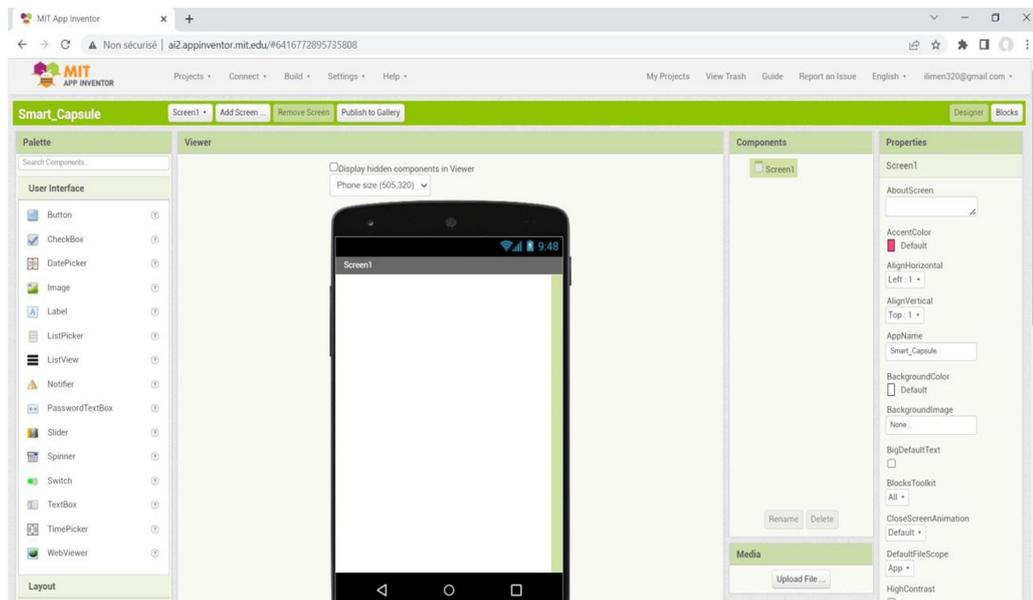 MIT App Inventor
Non sécurisé | ai2.appinventor.mit.edu/#6416772895735808
MIT
APP INVENTOR
Projects Connect Build Settings Help
My Projects View Trash Guide Report an Issue English ilimen320@gmail.com
Smart_Capsule Screen1 Add Screen ... Remove Screen Publish to Gallery Designer Blocks
Palette
Search Components...
User Interface
Button
CheckBox
DatePicker
Image
Label
ListPicker
ListView
Notifier
PasswordTextBox
Slider
Spinner
Switch
TextBox
TimePicker
WebViewer
Layout
Viewer
Display hidden components in Viewer
Phone size (505,320)
9:48
Screen1
Components
Screen1
Rename Delete
Media
Upload File ...
Properties
Screen1
AboutScreen
AccentColor
Default
AlignHorizontal
Left : 1
AlignVertical
Top : 1
AppName
Smart_Capsule
BackgroundColor
Default
BackgroundImage
None...
BigDefaultText
BlocksToolkit
All
CloseScreenAnimation
Default
DefaultFileScope
App
HighContrast